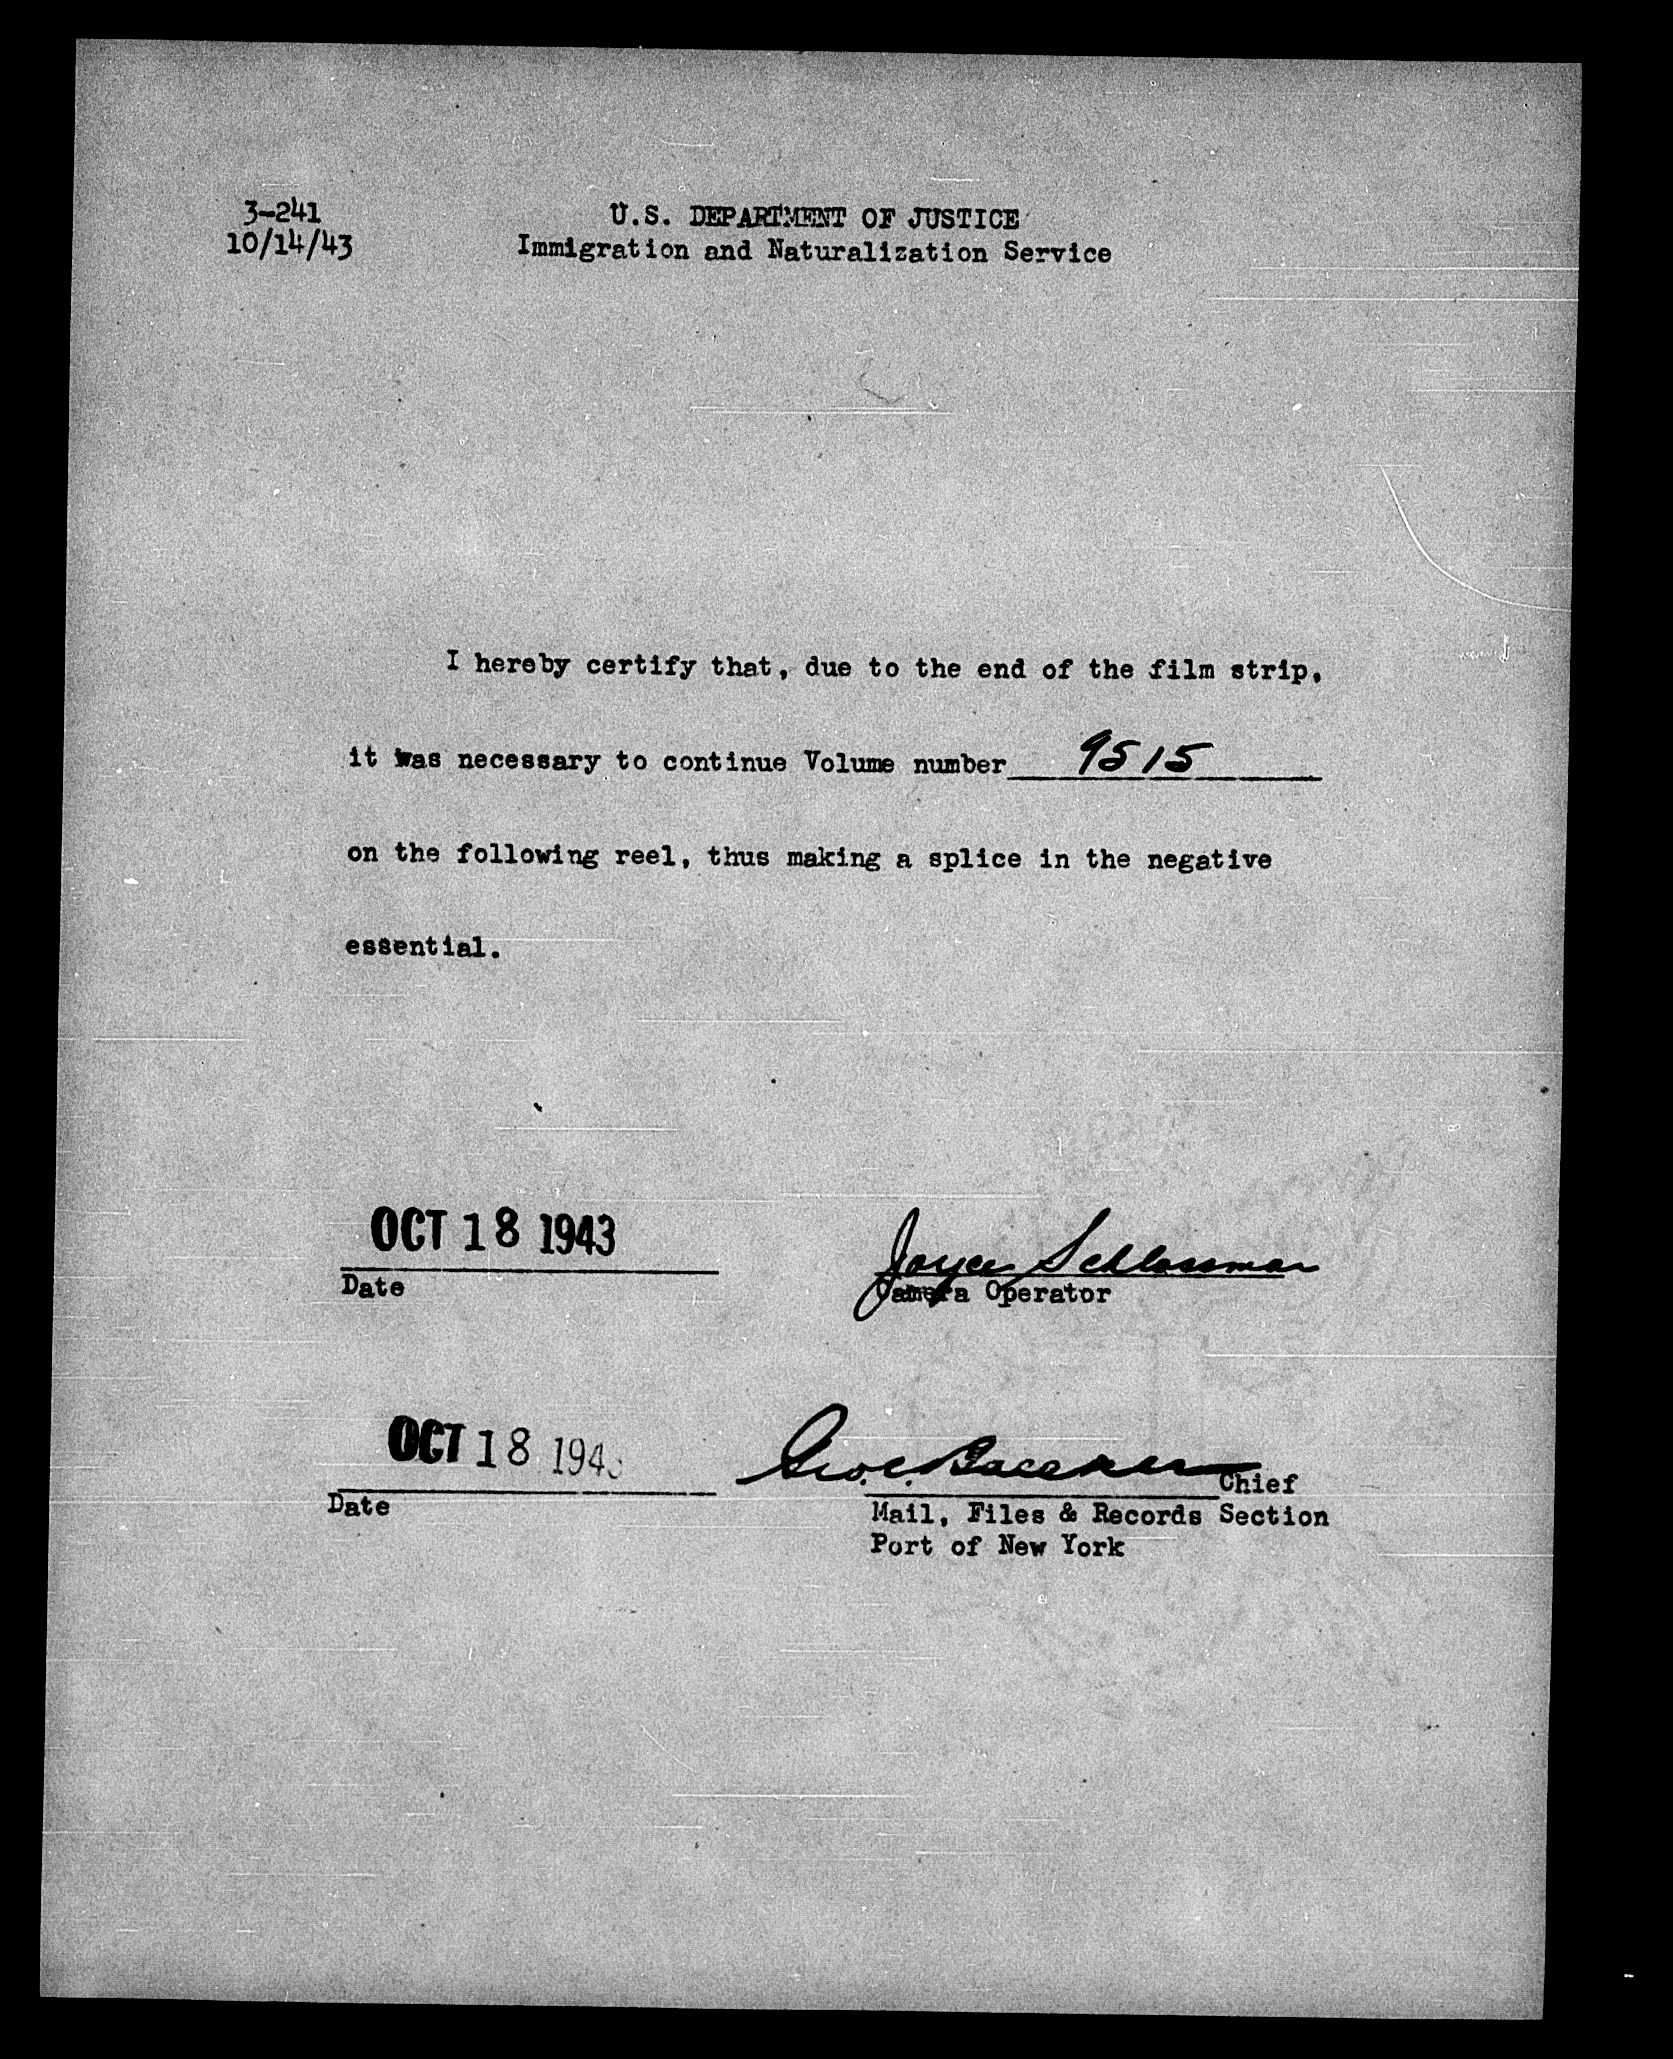 3-241
10/14/43
U.S. DEPARTMENT OF JUSTICE
Immigration and Naturalization Service
I hereby certify that, due to the end of the film strip,
it was necessary to continue Volume number 9515
on the following reel, thus making a splice in the negative
essential.
OCT 18 1943
Date
Joyce Schlossman
Camera Operator
OCT 18 194
Date
Geo. C. Chief
Mail, Files & Records Section
Port of New York